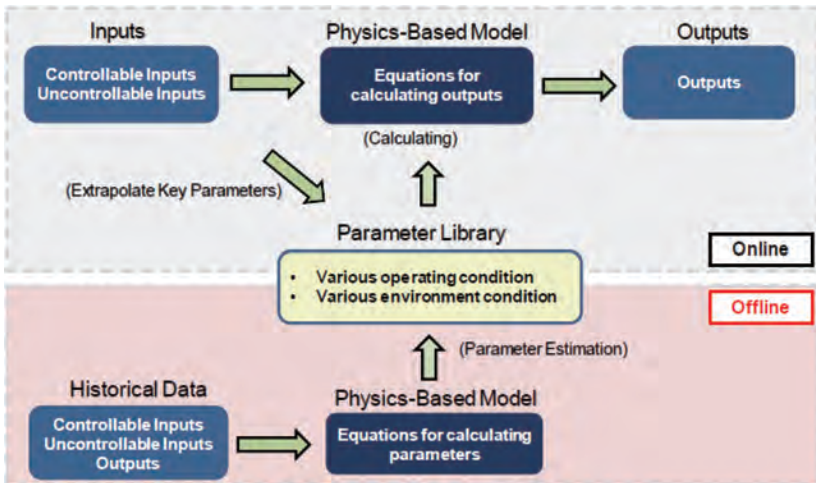 Inputs
Physics-Based Model
Outputs
Controllable Inputs
Uncontrollable Inputs
Equations for
calculating outputs
Outputs
(Calculating)
(Extrapolate Key Parameters)
Parameter Library
• Various operating condition
• Various environment condition
Online
Offline
(Parameter Estimation)
Historical Data
Physics-Based Model
Controllable Inputs
Uncontrollable Inputs
Outputs
Equations for calculating
parameters